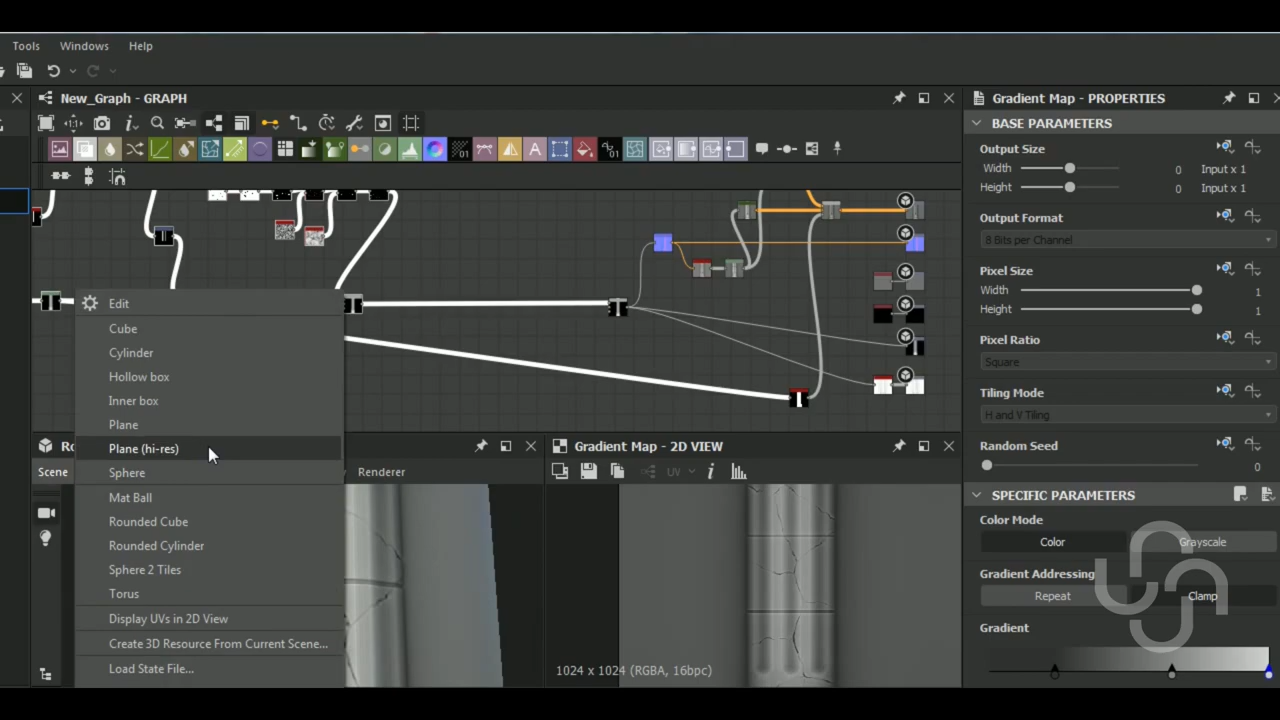 Tools Windows Help
New_Graph - GRAPH
Gradient Map - PROPERTIES
BASE PARAMETERS
Output Size
Width 0 Input x 1
Height 0 Input x 1
Output Format
8 Bits per Channel
Pixel Size
Width 1
Height 1
Pixel Ratio
Square
Tiling Mode
H and V Tiling
Random Seed
0
SPECIFIC PARAMETERS
Color Mode
Color Grayscale
Gradient Addressing
Repeat Clamp
Gradient
Edit
Cube
Cylinder
Hollow box
Inner box
Plane
Plane (hi-res)
Sphere
Mat Ball
Rounded Cube
Rounded Cylinder
Sphere 2 Tiles
Torus
Display UVs in 2D View
Create 3D Resource From Current Scene...
Load State File...
Scene Renderer
Gradient Map - 2D VIEW
UV
1024 x 1024 (RGBA, 16bpc)